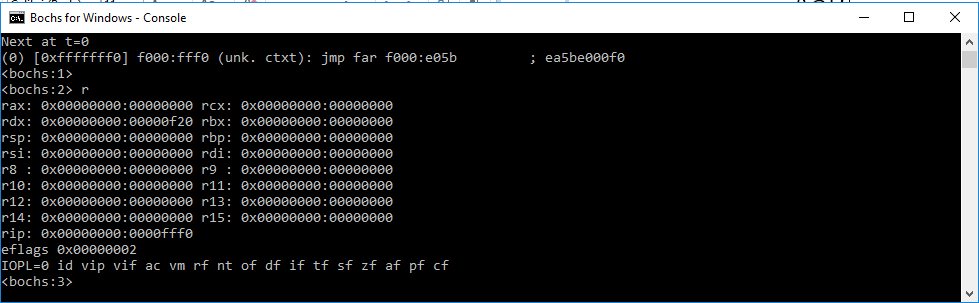 Bochs for Windows - Console
Next at t=0
(0) [0xfffffff0] f000:fff0 (unk. ctxt): jmp far f000:e05b          ; ea5be000f0
<bochs:1>
<bochs:2> r
rax: 0x00000000:00000000 rcx: 0x00000000:00000000
rdx: 0x00000000:00000f20 rbx: 0x00000000:00000000
rsp: 0x00000000:00000000 rbp: 0x00000000:00000000
rsi: 0x00000000:00000000 rdi: 0x00000000:00000000
r8 : 0x00000000:00000000 r9 : 0x00000000:00000000
r10: 0x00000000:00000000 r11: 0x00000000:00000000
r12: 0x00000000:00000000 r13: 0x00000000:00000000
r14: 0x00000000:00000000 r15: 0x00000000:00000000
rip: 0x00000000:0000fff0
eflags 0x00000002
IOPL=0 id vip vif ac vm rf nt of df if tf sf zf af pf cf
<bochs:3>